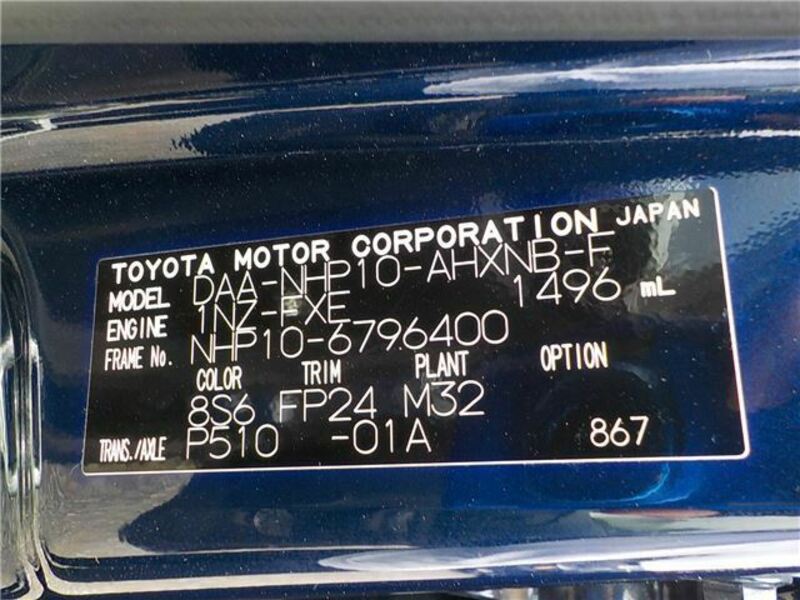 TOYOTA MOTOR CORPORATION JAPAN
MODEL DAA-NHP10-AHXNB-F
ENGINE 1NZ-FXE 1496 mL
FRAME No. NHP10-6796400
COLOR TRIM PLANT OPTION
8S6 FP24 M32
TRANS./AXLE P510 -01A 867